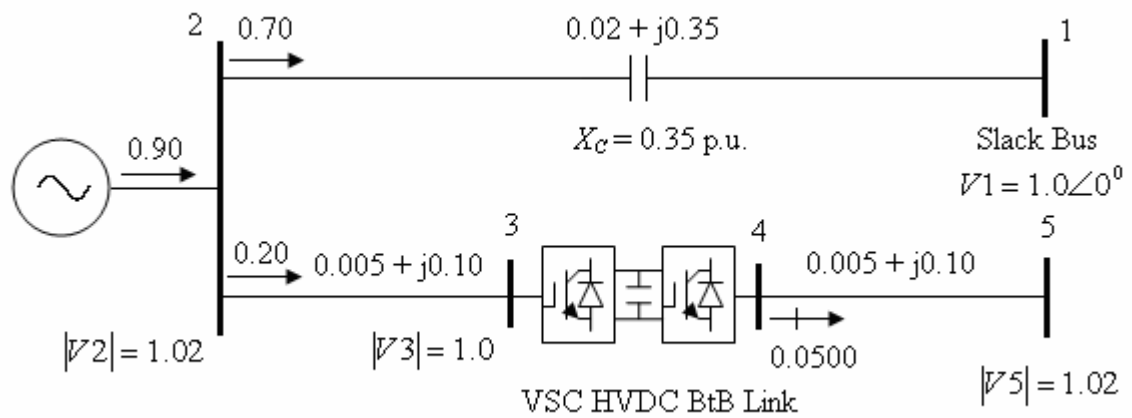 2
0.70
0.02 + j0.35
1
X_C = 0.35 p.u.
Slack Bus
V1 = 1.0∠0⁰
0.90
0.20
0.005 + j0.10
3
4
0.005 + j0.10
5
|V2| = 1.02
|V3| = 1.0
0.0500
|V5| = 1.02
VSC HVDC BtB Link